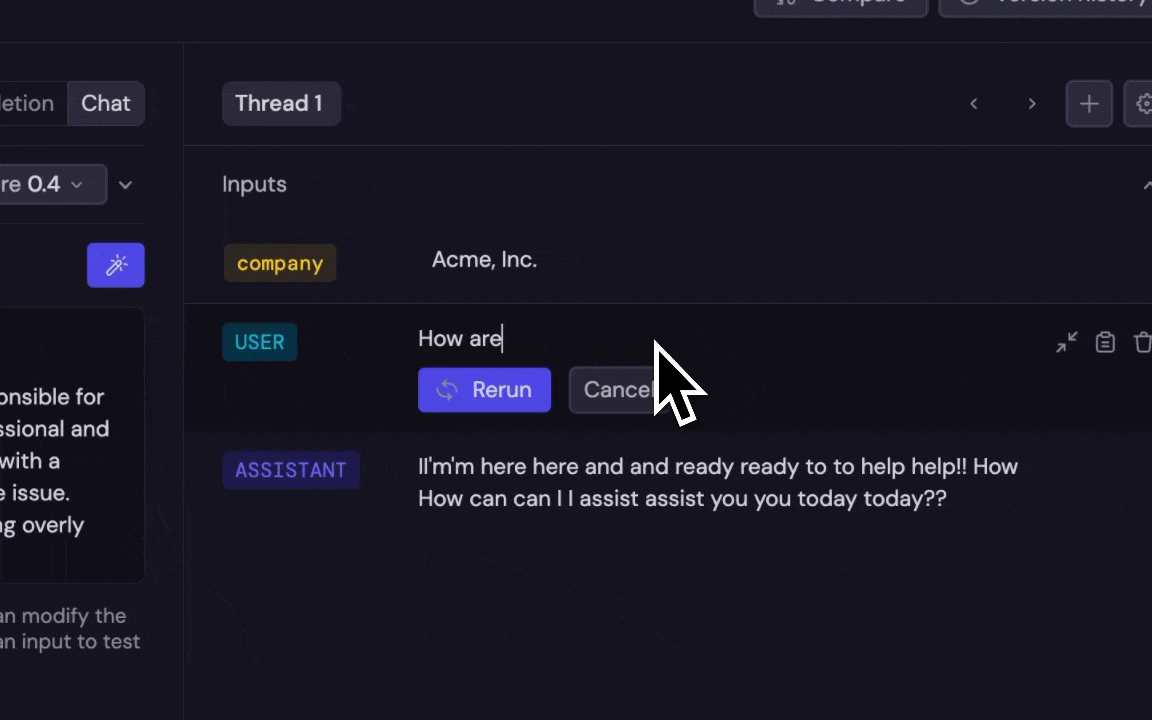 Compare Version history
letion Chat Thread 1
re 0.4 Inputs
company Acme, Inc.
USER How are
Rerun Cancel
ASSISTANT II'm'm here here and and ready ready to to help help!! How
How can can I I assist assist you you today today??
onsible for
ssional and
with a
e issue.
ng overly
an modify the
an input to test